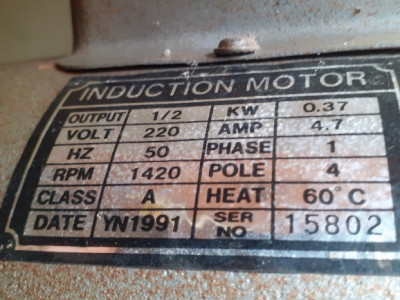 INDUCTION MOTOR
OUTPUT 1/2 KW 0.37
VOLT 220 AMP 4.7
HZ 50 PHASE 1
RPM 1420 POLE 4
CLASS A HEAT 60°C
DATE YN1991 SER NO 15802